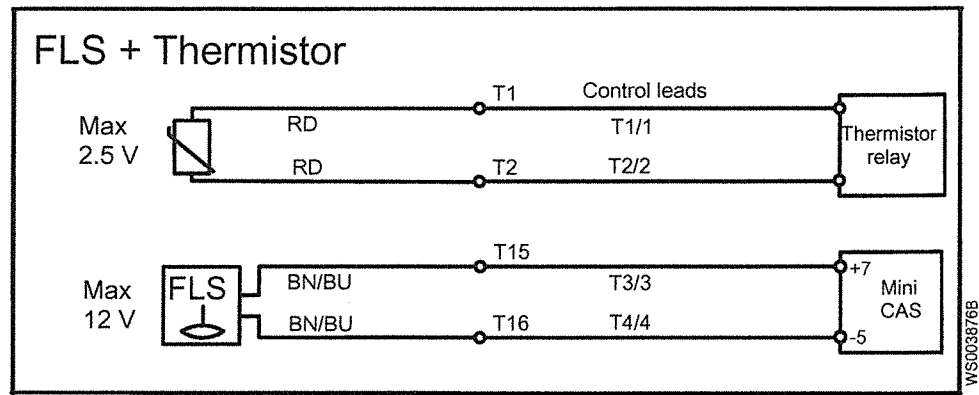 FLS + Thermistor
Max
2.5 V
RD
T1
Control leads
T1/1
Thermistor
relay
RD
T2
T2/2
Max
12 V
FLS
BN/BU
T15
T3/3
+7
Mini
CAS
BN/BU
T16
T4/4
-5
WS003876B